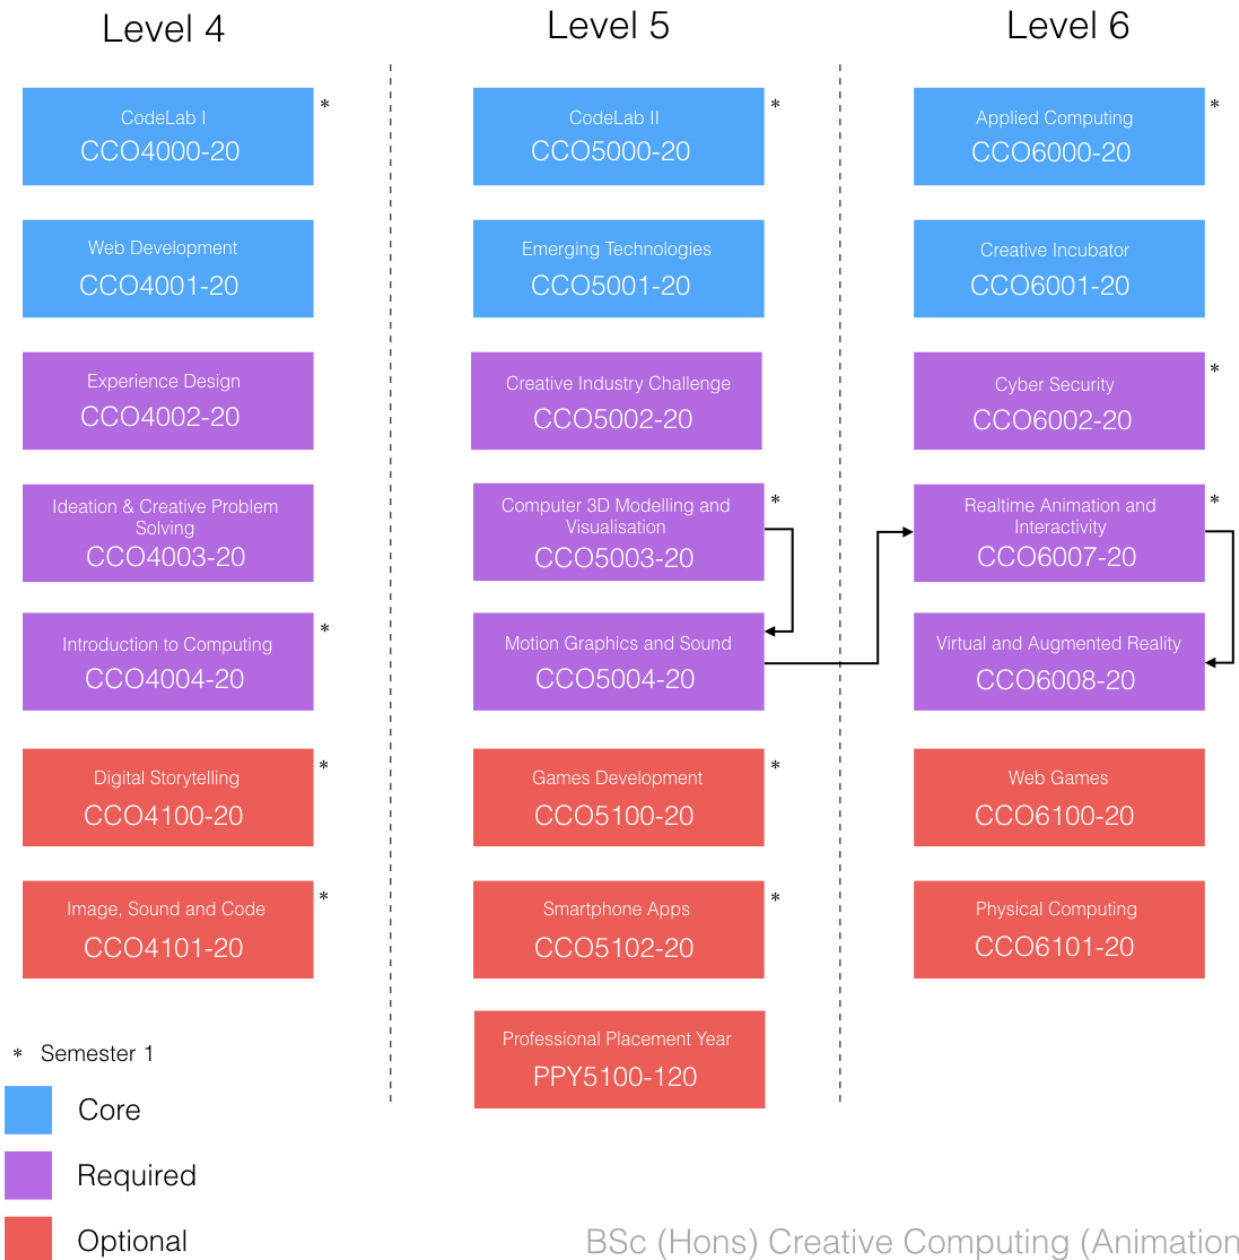 Level 4
Level 5
Level 6
CodeLab I
CCO4000-20
*
CodeLab II
CCO5000-20
*
Applied Computing
CCO6000-20
*
Web Development
CCO4001-20
Emerging Technologies
CCO5001-20
Creative Incubator
CCO6001-20
Experience Design
CCO4002-20
Creative Industry Challenge
CCO5002-20
Cyber Security
CCO6002-20
*
Ideation & Creative Problem
Solving
CCO4003-20
Computer 3D Modelling and
Visualisation
CCO5003-20
*
Realtime Animation and
Interactivity
CCO6007-20
*
Introduction to Computing
CCO4004-20
*
Motion Graphics and Sound
CCO5004-20
Virtual and Augmented Reality
CCO6008-20
Digital Storytelling
CCO4100-20
*
Games Development
CCO5100-20
*
Web Games
CCO6100-20
Image, Sound and Code
CCO4101-20
*
Smartphone Apps
CCO5102-20
*
Physical Computing
CCO6101-20
Professional Placement Year
PPY5100-120
* Semester 1
Core
Required
Optional
BSc (Hons) Creative Computing (Animation